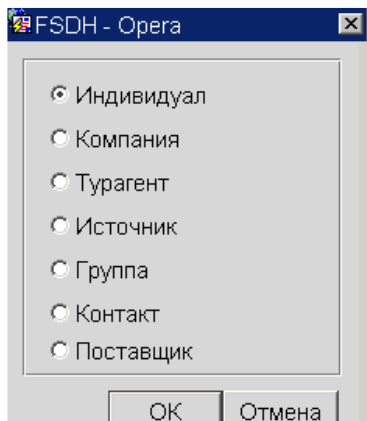 FSDH - Opera
Индивидуал
Компания
Турагент
Источник
Группа
Контакт
Поставщик
OK Отмена